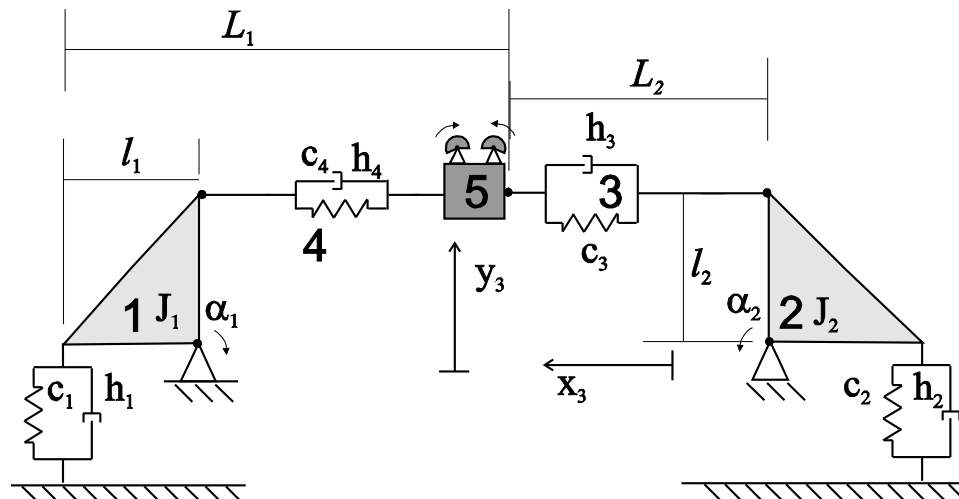 L₁
L₂
l₁
c₄ h₄
h₃
5
3
4
c₃
l₂
y₃
1 J₁ α₁
α₂ 2 J₂
x₃
c₁ h₁
c₂ h₂